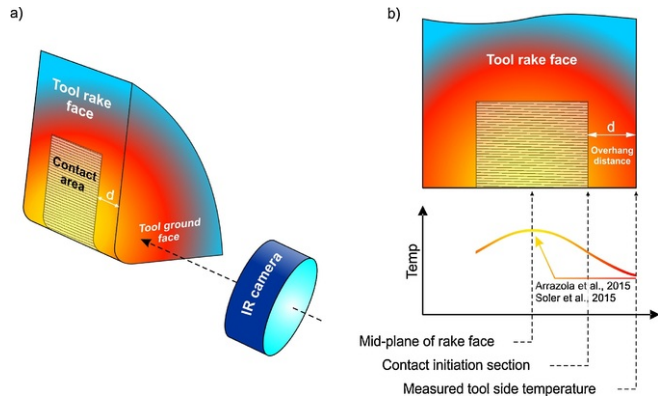 a)
Tool rake
face
Contact
area
d
Tool ground
face
IR camera
b)
Tool rake face
d
Overhang
distance
Temp
Arrazola et al., 2015
Soler et al., 2015
Mid-plane of rake face
Contact initiation section
Measured tool side temperature